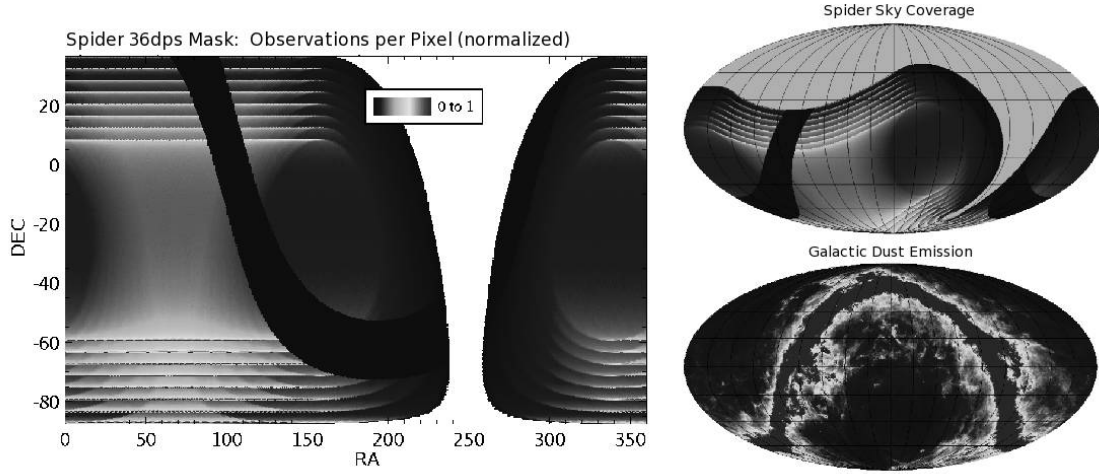 Spider 36dps Mask: Observations per Pixel (normalized)
0 to 1
20
0
-20
-40
-60
-80
DEC
0 50 100 150 200 250 300 350
RA
Spider Sky Coverage
Galactic Dust Emission